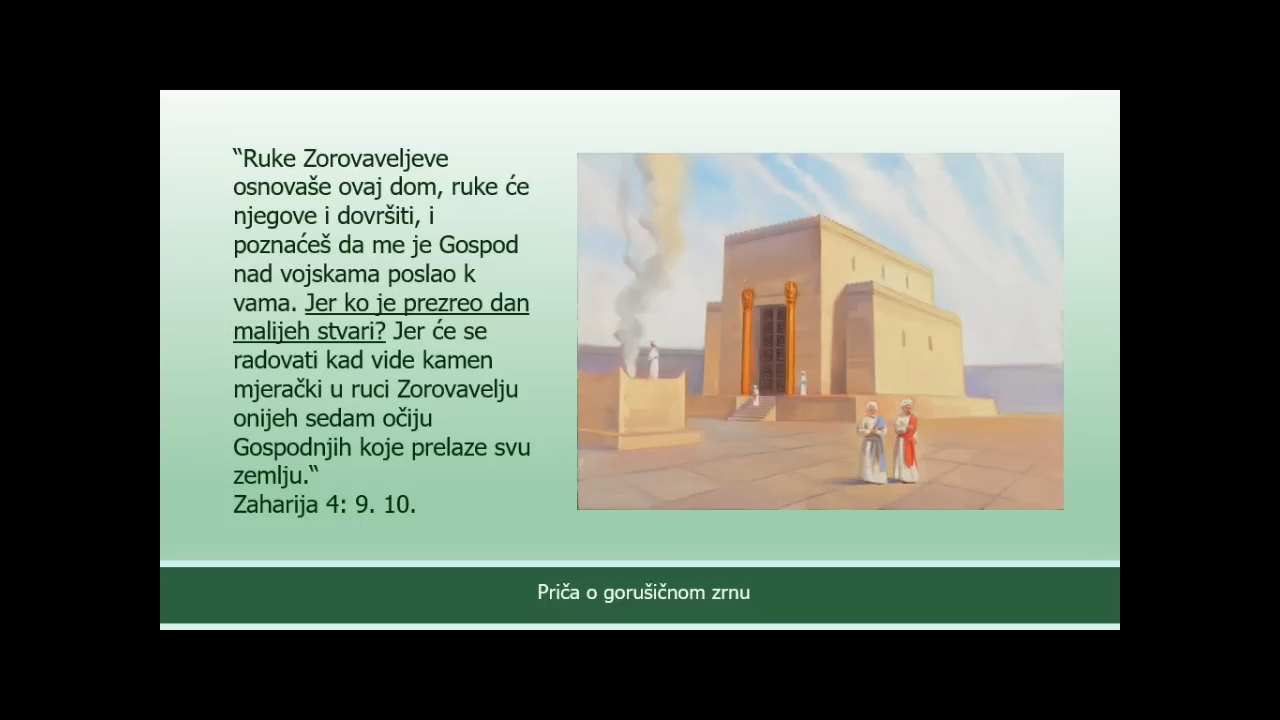 “Ruke Zorovaveljeve
osnovaše ovaj dom, ruke će
njegove i dovršiti, i
poznaćeš da me je Gospod
nad vojskama poslao k
vama. Jer ko je prezreo dan
malijeh stvari? Jer će se
radovati kad vide kamen
mjerački u ruci Zorovavelju
onijeh sedam očiju
Gospodnjih koje prelaze svu
zemlju.“
Zaharija 4: 9. 10.
Priča o gorušičnom zrnu